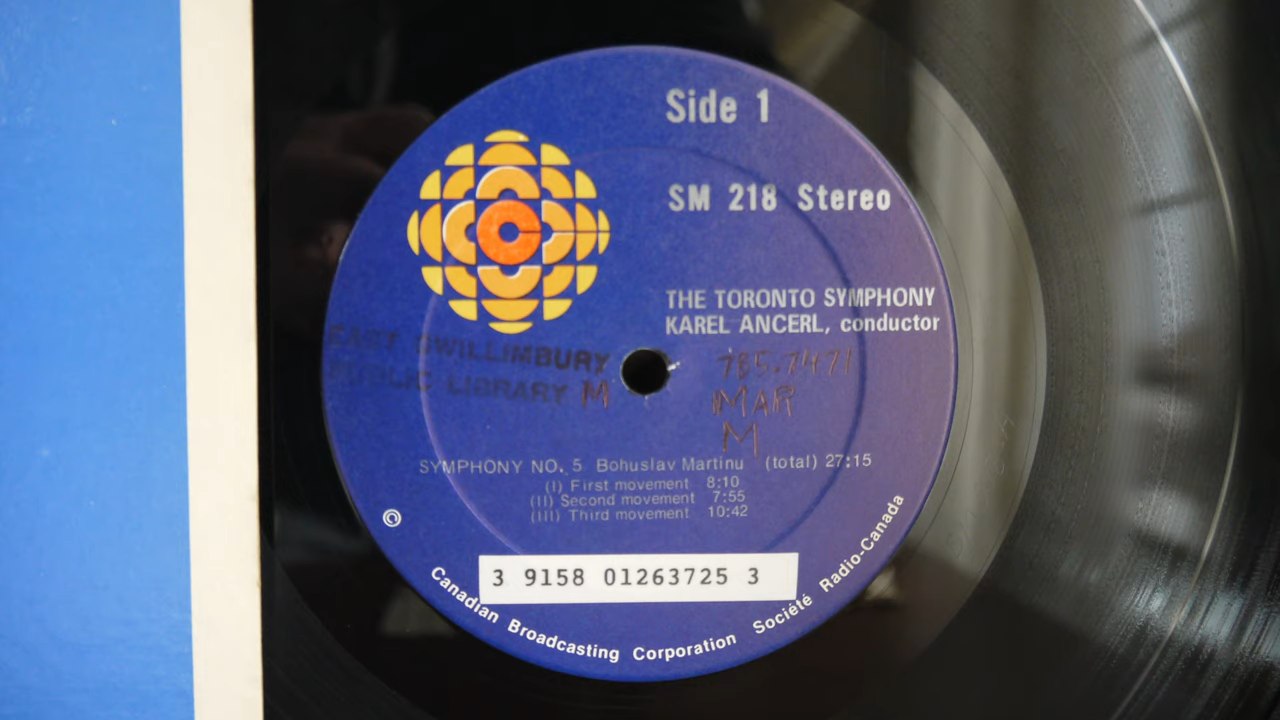 Side 1
SM 218 Stereo
THE TORONTO SYMPHONY
KAREL ANCERL, conductor
EAST GWILLIMBURY
PUBLIC LIBRARY M
785.7471
MAR
M
SYMPHONY NO. 5 Bohuslav Martinu (total) 27:15
(I) First movement 8:10
(II) Second movement 7:55
(III) Third movement 10:42
3 9158 01263725 3
© Canadian Broadcasting Corporation Société Radio-Canada